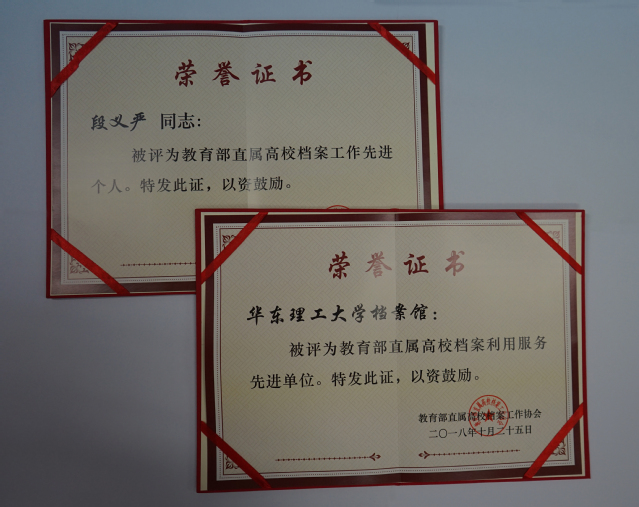 荣誉证书
段义严 同志：
被评为教育部直属高校档案工作先进
个人。特发此证，以资鼓励。
荣誉证书
华东理工大学档案馆：
被评为教育部直属高校档案利用服务
先进单位。特发此证，以资鼓励。
教育部直属高校档案工作协会
二〇一八年十月二十五日